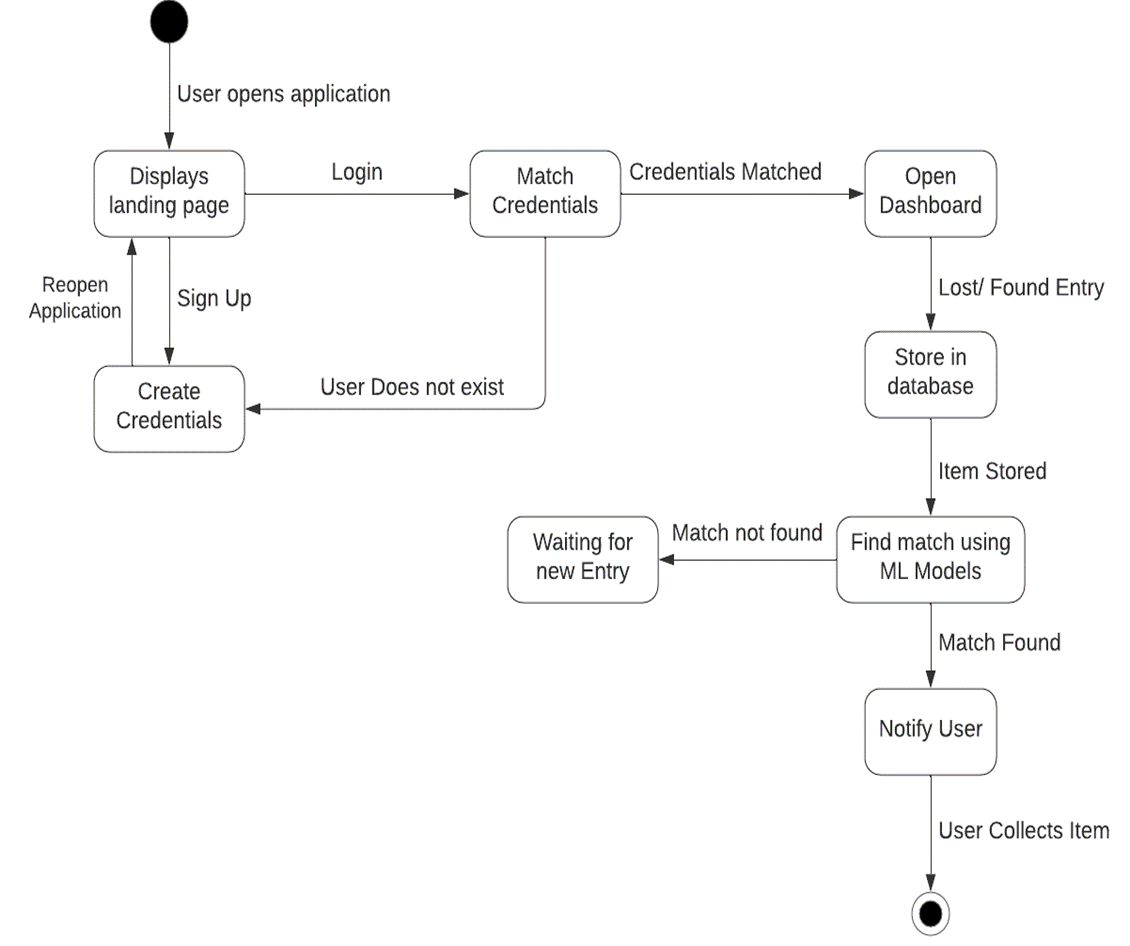 User opens application
Displays
landing page
Login
Match
Credentials
Credentials Matched
Open
Dashboard
Reopen
Application
Sign Up
Lost/ Found Entry
Create
Credentials
User Does not exist
Store in
database
Item Stored
Waiting for
new Entry
Match not found
Find match using
ML Models
Match Found
Notify User
User Collects Item